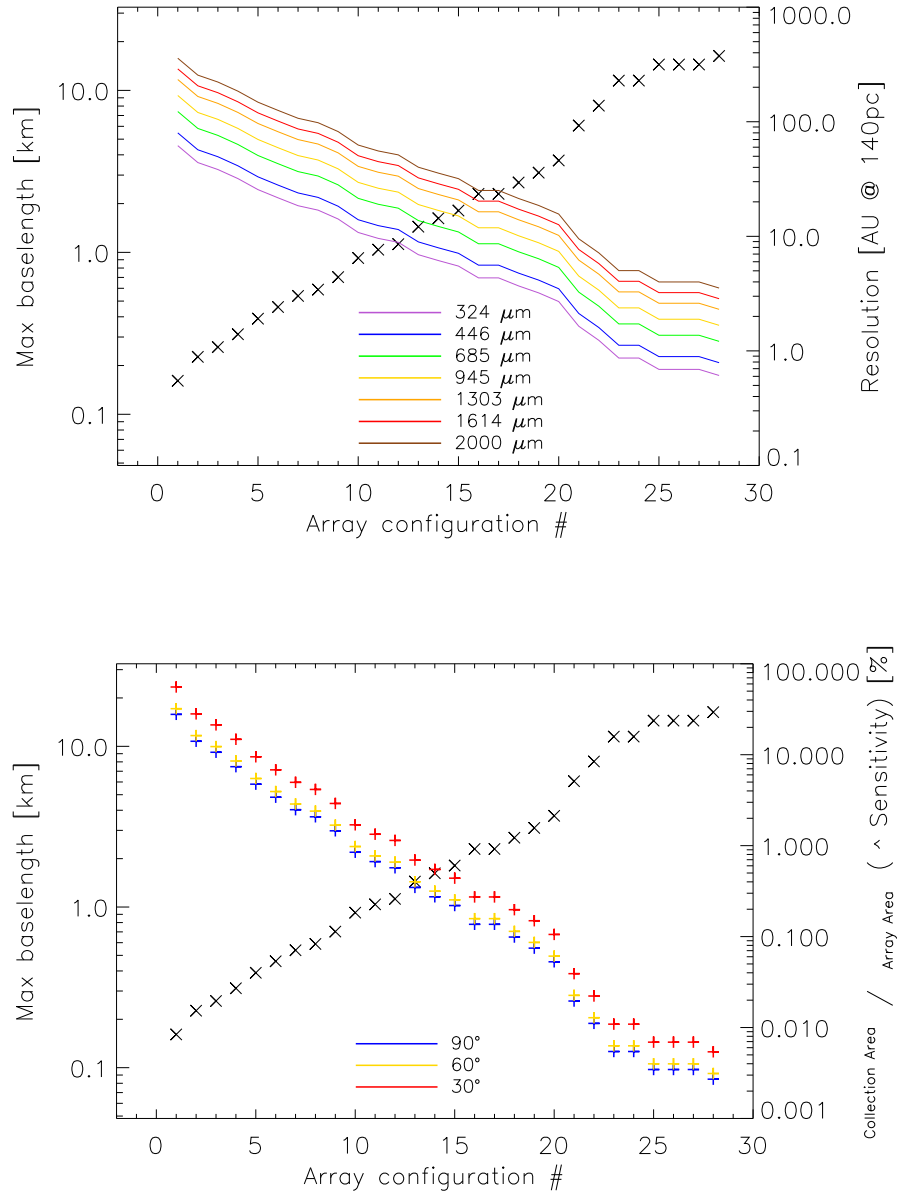 1000.0
10.0
100.0
Max baselength [km]
Resolution [AU @ 140pc]
1.0
10.0
324 μm
446 μm
685 μm
945 μm
1303 μm
1614 μm
2000 μm
1.0
0.1
0.1
0 5 10 15 20 25 30
Array configuration #
100.000
10.0
10.000
Max baselength [km]
1.000
1.0
0.100
Collection Area / Array Area ( ^ Sensitivity) [%]
90°
60°
30°
0.010
0.1
0.001
0 5 10 15 20 25 30
Array configuration #